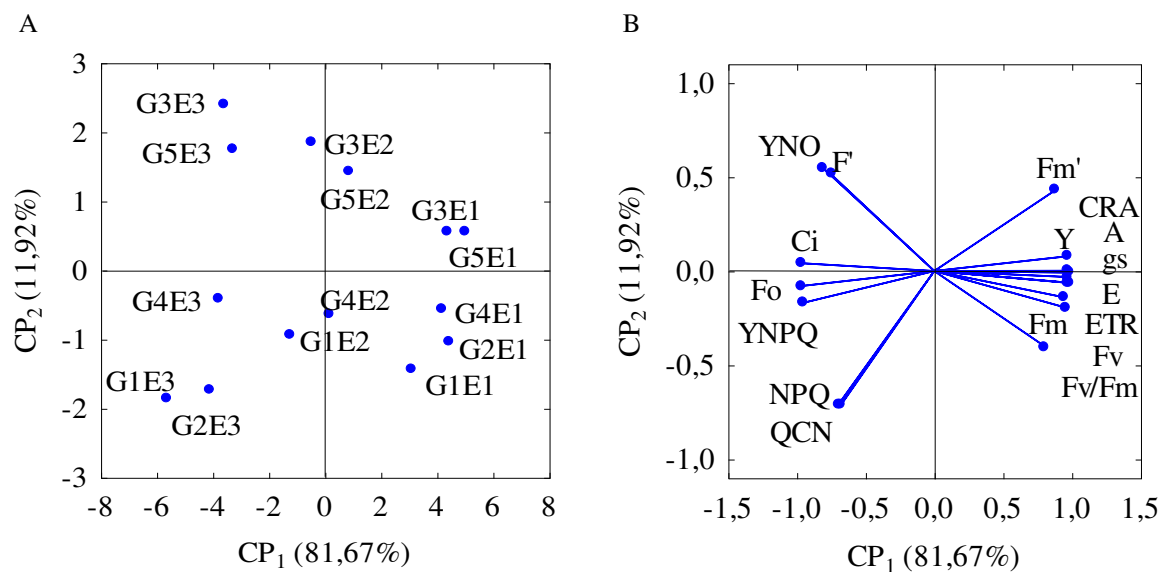 A
3
2
1
0
-1
-2
-3
-8
-6
-4
-2
0
2
4
6
8
CP2 (11,92%)
CP1 (81,67%)
G3E3
G5E3
G3E2
G5E2
G3E1
G5E1
G4E3
G4E2
G4E1
G1E2
G2E1
G1E1
G1E3
G2E3
B
1,0
0,5
0,0
-0,5
-1,0
-1,5
-1,0
-0,5
0,0
0,5
1,0
1,5
CP2 (11,92%)
CP1 (81,67%)
YNO
F'
Fm'
CRA
Y
A
gs
Ci
Fo
E
YNPQ
Fm
ETR
Fv
Fv/Fm
NPQ
QCN